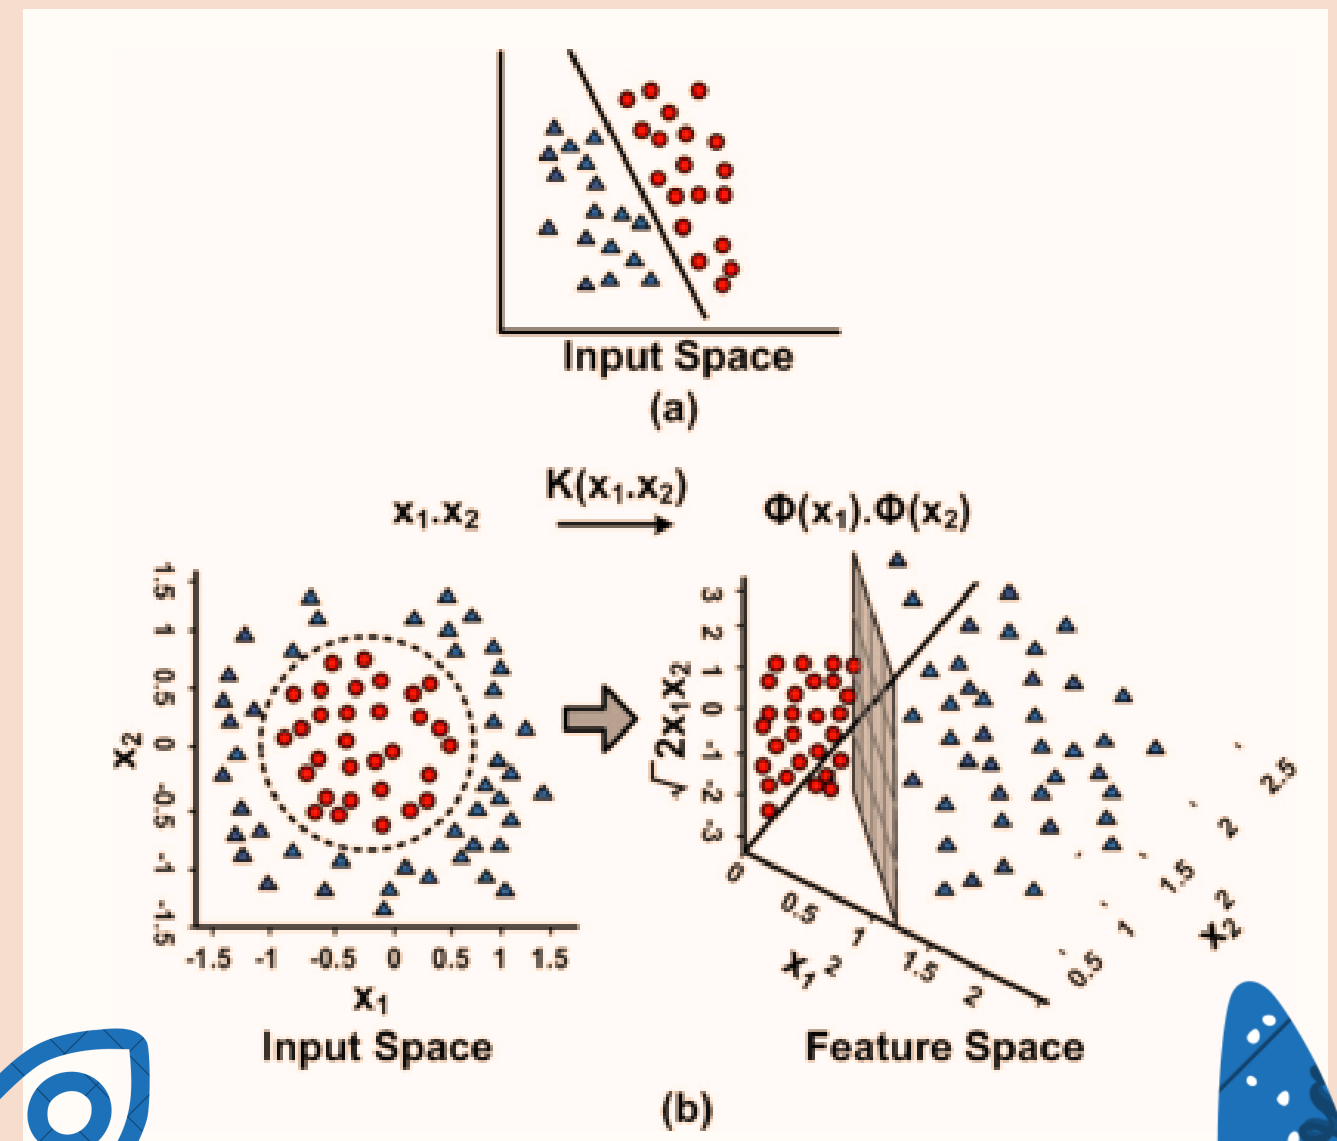 Input Space
(a)
x₁.x₂
K(x₁.x₂)
Φ(x₁).Φ(x₂)
1.5
1
0.5
0
-0.5
-1
-1.5
x₂
-1.5 -1 -0.5 0 0.5 1 1.5
x₁
Input Space
3
2
1
0
-1
-2
-3
√2x₁x₂
0
0.5
1
1.5
2
x₁²
0.5
1
1.5
2
2.5
x₂²
Feature Space
(b)